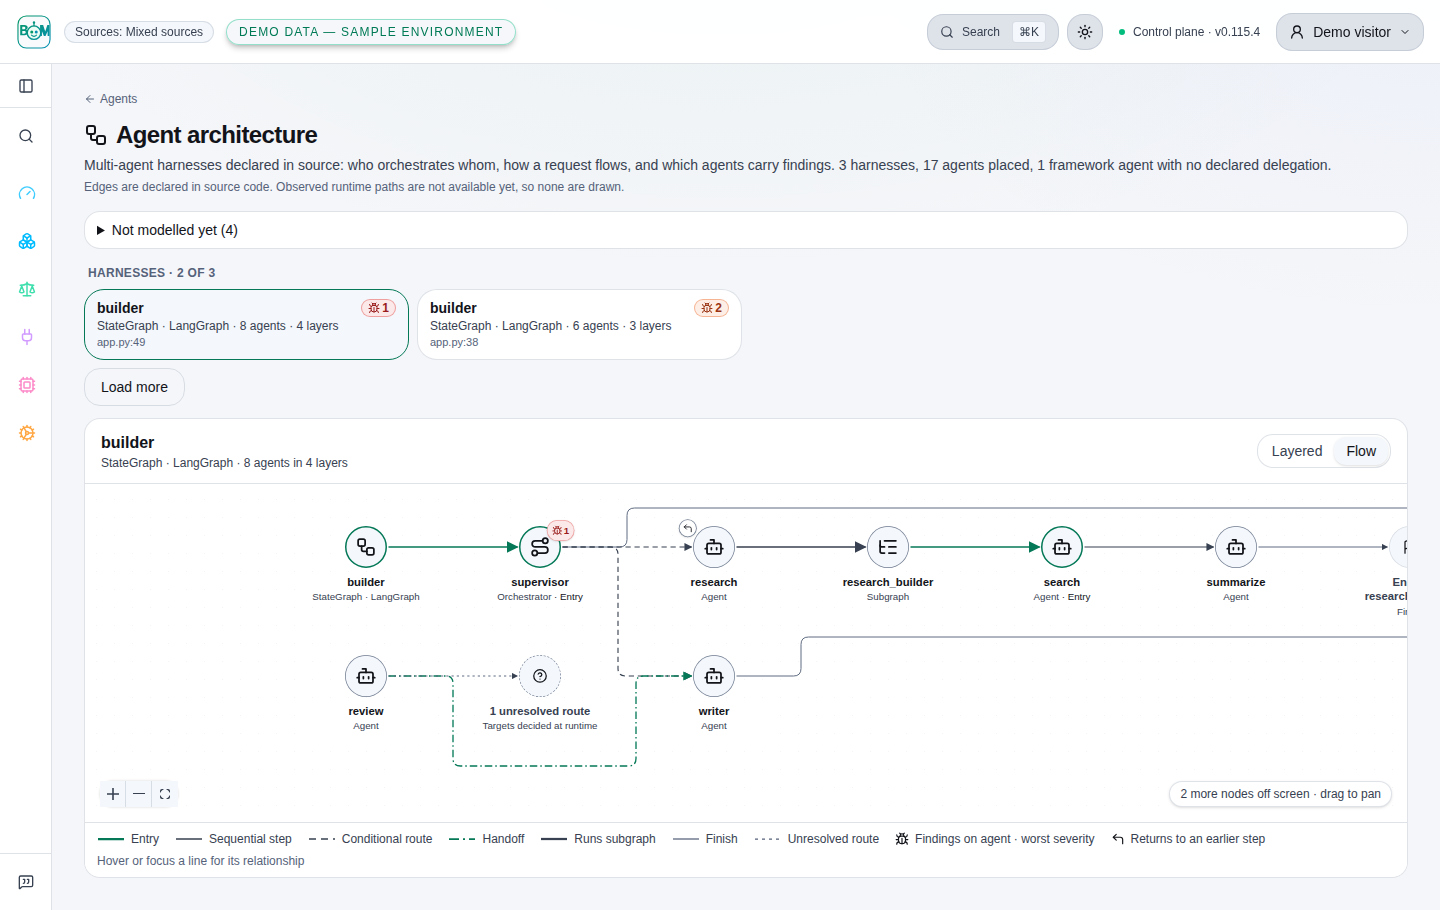 BOM
Sources: Mixed sources
DEMO DATA — SAMPLE ENVIRONMENT
Search ⌘K
Control plane · v0.115.4
Demo visitor
← Agents
Agent architecture
Multi-agent harnesses declared in source: who orchestrates whom, how a request flows, and which agents carry findings. 3 harnesses, 17 agents placed, 1 framework agent with no declared delegation.
Edges are declared in source code. Observed runtime paths are not available yet, so none are drawn.
Not modelled yet (4)
HARNESSES · 2 OF 3
builder 1
StateGraph · LangGraph · 8 agents · 4 layers
app.py:49
builder 2
StateGraph · LangGraph · 6 agents · 3 layers
app.py:38
Load more
builder
StateGraph · LangGraph · 8 agents in 4 layers
Layered Flow
1
builder
StateGraph · LangGraph
supervisor
Orchestrator · Entry
research
Agent
research_builder
Subgraph
search
Agent · Entry
summarize
Agent
En
research
Fi
review
Agent
1 unresolved route
Targets decided at runtime
writer
Agent
2 more nodes off screen · drag to pan
Entry Sequential step Conditional route Handoff Runs subgraph Finish Unresolved route Findings on agent · worst severity Returns to an earlier step
Hover or focus a line for its relationship